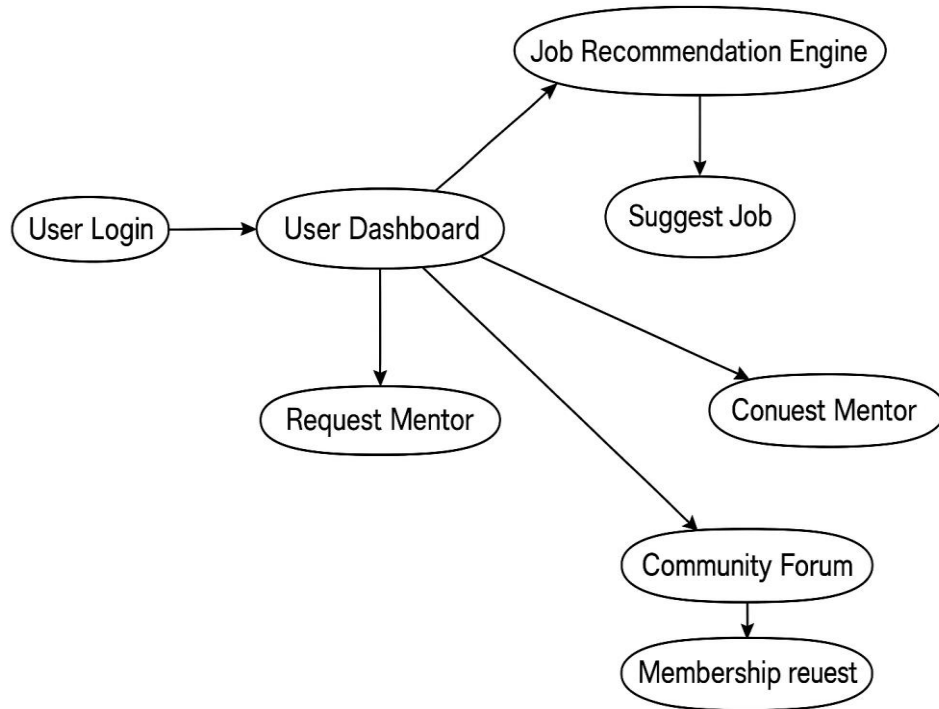 Job Recommendation Engine
Suggest Job
User Login
User Dashboard
Request Mentor
Conuest Mentor
Community Forum
Membership reuest